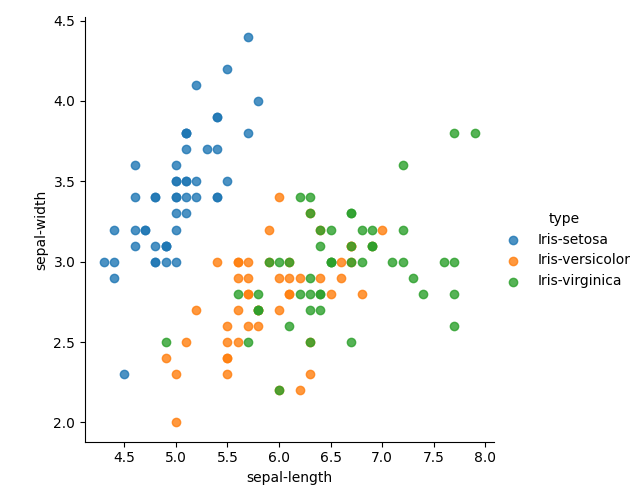 4.5
4.0
3.5
3.0
2.5
2.0
sepal-width
4.5 5.0 5.5 6.0 6.5 7.0 7.5 8.0
sepal-length
type
Iris-setosa
Iris-versicolor
Iris-virginica